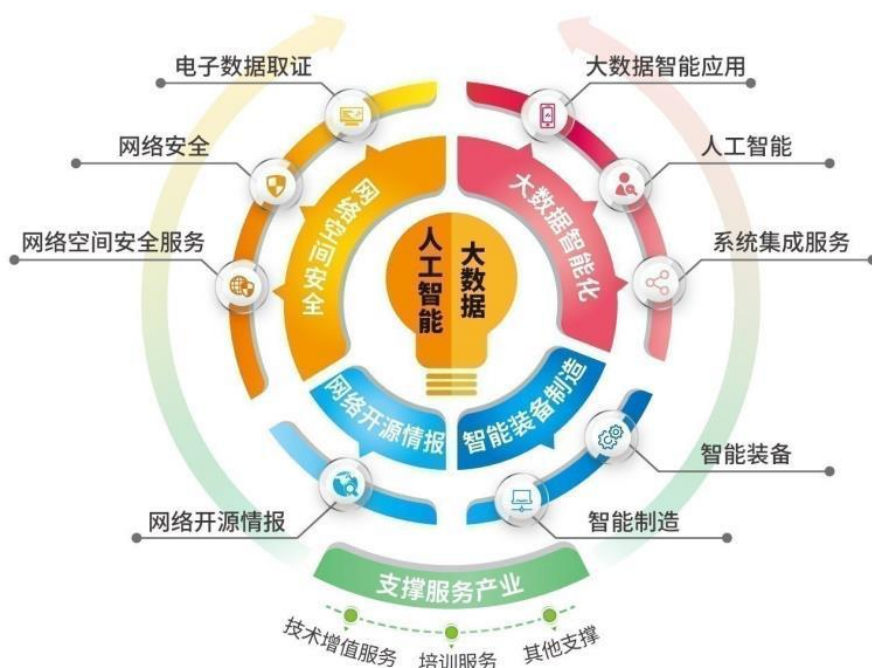 电子数据取证
大数据智能应用
网络安全
人工智能
网络空间安全服务
系统集成服务
网络空间安全
大数据智能化
人工智能
大数据
网络开源情报
智能装备制造
智能装备
网络开源情报
智能制造
支撑服务产业
技术增值服务
培训服务
其他支撑